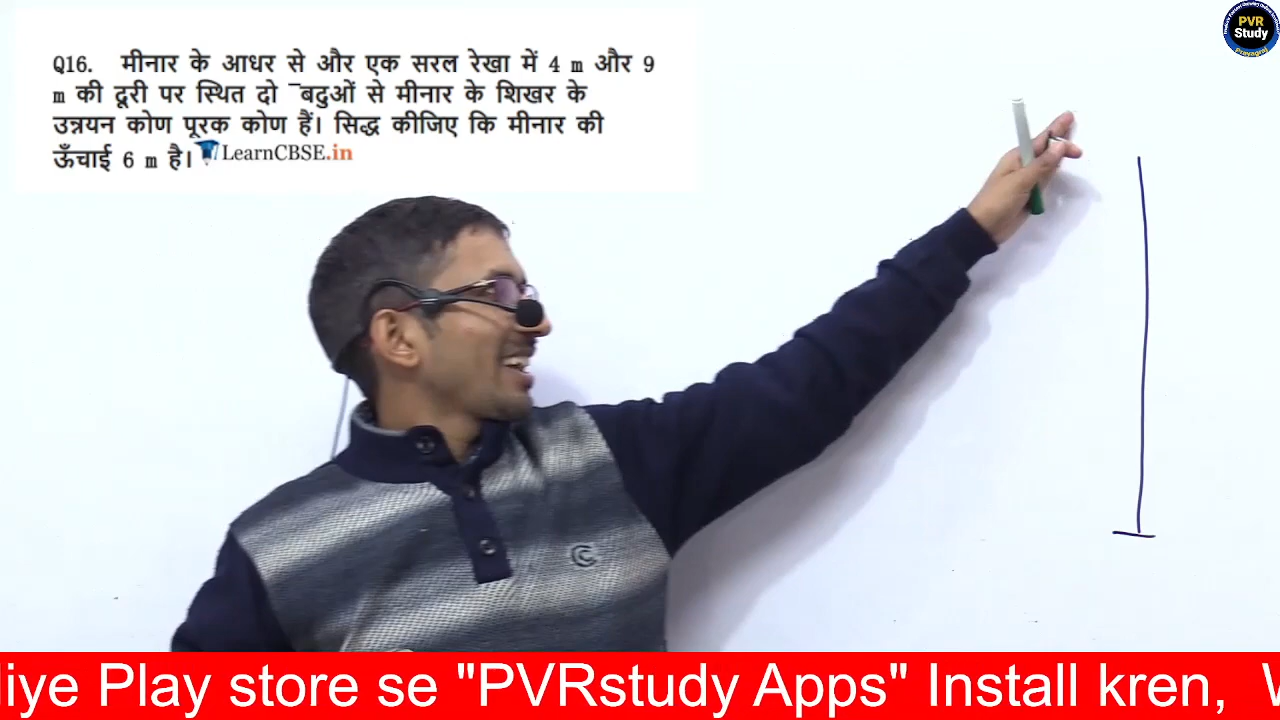 Q16. मीनार के आधर से और एक सरल रेखा में 4 m और 9
m की दूरी पर स्थित दो ¯बदुओं से मीनार के शिखर के
उन्नयन कोण पूरक कोण हैं। सिद्ध कीजिए कि मीनार की
ऊँचाई 6 m है। LearnCBSE.in
PVR
Study
Prayagraj
C
liye Play store se "PVRstudy Apps" Install kren, W